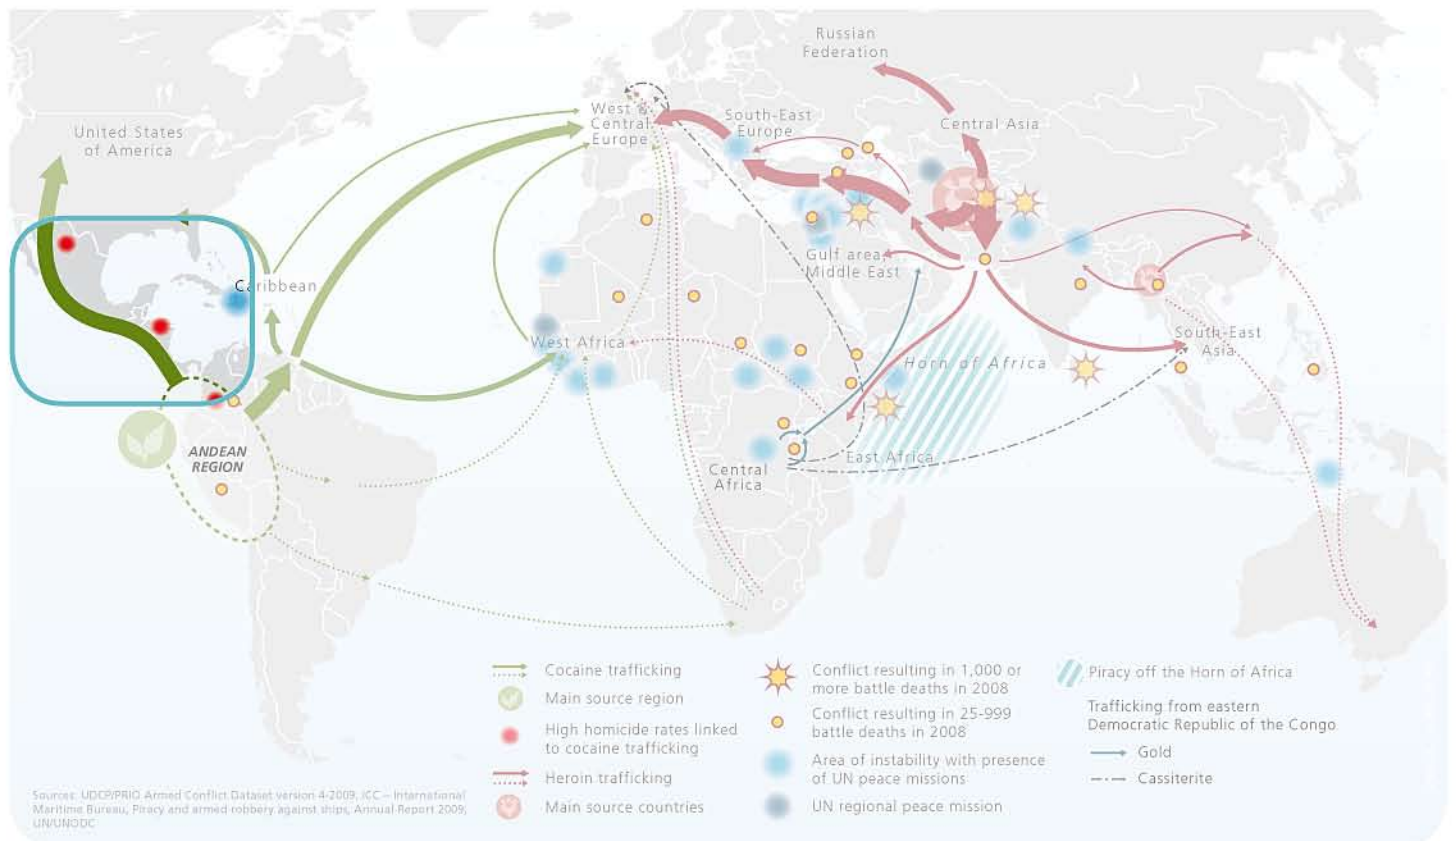 Russian
Federation
United States
of America
West &
Central
Europe
South-East
Europe
Central Asia
Gulf area,
Middle East
Caribbean
West Africa
Horn of Africa
South-East
Asia
ANDEAN
REGION
Central
Africa
East Africa
Cocaine trafficking
Main source region
High homicide rates linked
to cocaine trafficking
Heroin trafficking
Main source countries
Conflict resulting in 1,000 or
more battle deaths in 2008
Conflict resulting in 25-999
battle deaths in 2008
Area of instability with presence
of UN peace missions
UN regional peace mission
Piracy off the Horn of Africa
Trafficking from eastern
Democratic Republic of the Congo
Gold
Cassiterite
Sources: UDCP/PRIO Armed Conflict Dataset version 4-2009, ICC – International
Maritime Bureau, Piracy and armed robbery against ships, Annual Report 2009,
UN/UNODC